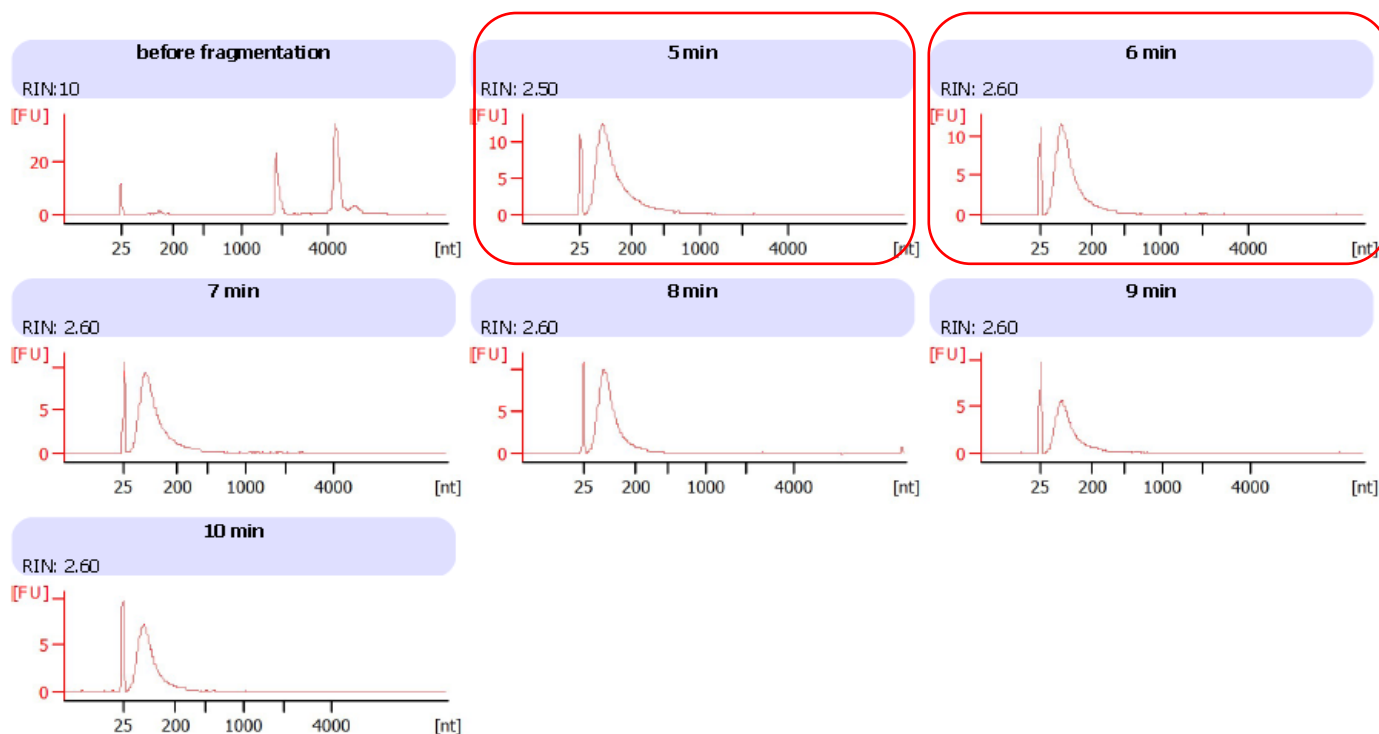 before fragmentation
RIN:10
[FU]
20
0
25 200 1000 4000 [nt]
5 min
RIN: 2.50
[FU]
10
5
0
25 200 1000 4000 [nt]
6 min
RIN: 2.60
[FU]
10
5
0
25 200 1000 4000 [nt]
7 min
RIN: 2.60
[FU]
5
0
25 200 1000 4000 [nt]
8 min
RIN: 2.60
[FU]
5
0
25 200 1000 4000 [nt]
9 min
RIN: 2.60
[FU]
5
0
25 200 1000 4000 [nt]
10 min
RIN: 2.60
[FU]
5
0
25 200 1000 4000 [nt]